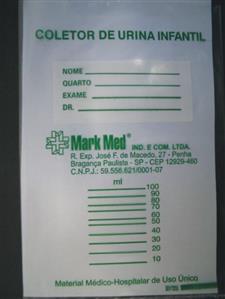 COLETOR DE URINA INFANTIL
NOME
QUARTO
EXAME
DR.
Mark Med® IND. E COM. LTDA.
R. Exp. José F. de Macedo, 27 - Penha
Bragança Paulista - SP - CEP 12929-460
C.N.P.J.: 59.556.621/0001-07
ml
100
90
80
70
60
50
40
30
20
10
Material Médico-Hospitalar de Uso Único